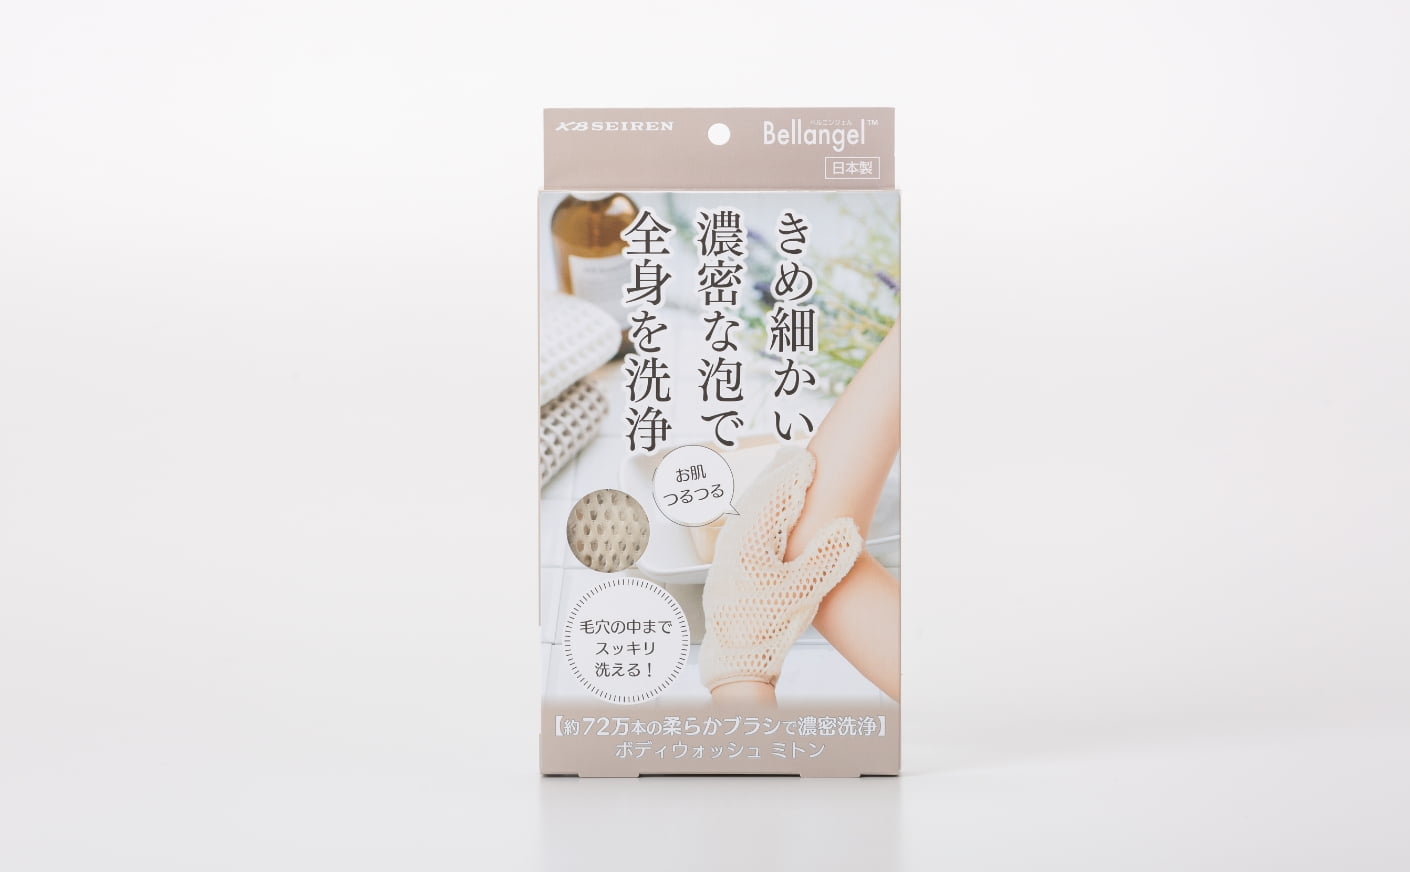 KB SEIREN
ベルエンジェル
Bellangel™
日本製
きめ細かい
濃密な泡で
全身を洗浄
お肌
つるつる
毛穴の中まで
スッキリ
洗える！
【約72万本の柔らかブラシで濃密洗浄】
ボディウォッシュ ミトン